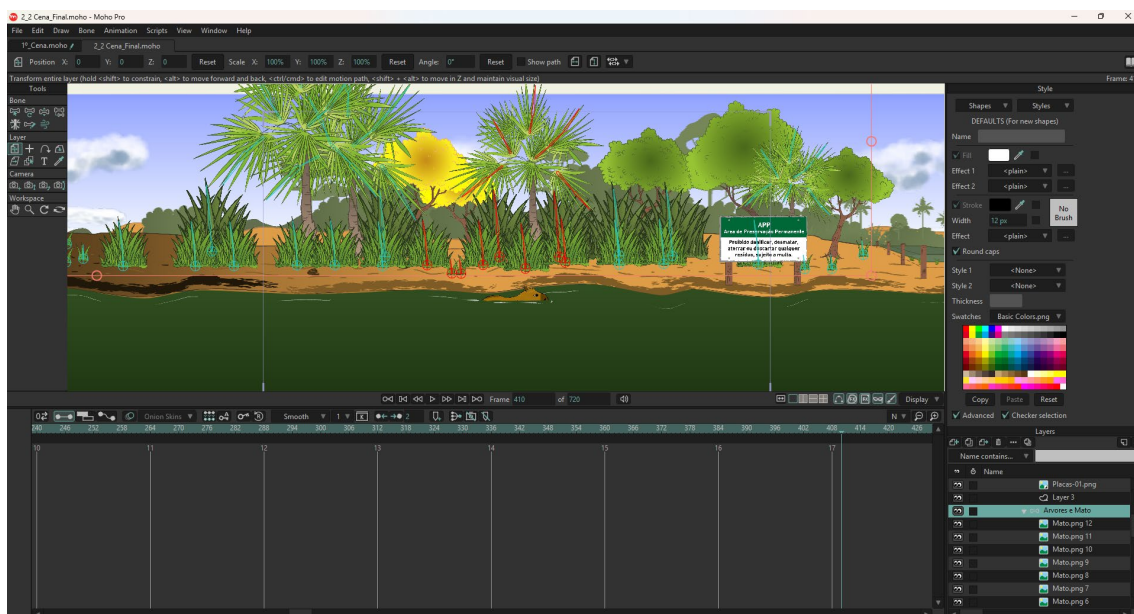 2_2 Cena_Final.moho - Moho Pro
File Edit Draw Bone Animation Scripts View Window Help
1º_Cena.moho 2_2 Cena_Final.moho
Position X: 0 Y: 0 Z: 0 Reset Scale X: 100% Y: 100% Z: 100% Reset Angle: 0° Reset Show path
Transform entire layer (hold <shift> to constrain, <alt> to move forward and back, <ctrl/cmd> to edit motion path, <shift> + <alt> to move in Z and maintain visual size)
Frame: 4
Tools
Bone
Layer
Camera
Workspace
APP
Área de Preservação Permanente
Proibido danificar, desmatar,
aterrar ou descartar qualquer
resíduo, sujeito a multa.
Style
Shapes Styles
DEFAULTS (For new shapes)
Name
Fill
Effect 1 <plain> ...
Effect 2 <plain> ...
Stroke
No
Brush
Width 12 px
Effect <plain> ...
Round caps
Style 1 <None>
Style 2 <None>
Thickness
Swatches Basic Colors.png
Copy Paste Reset
Advanced Checker selection
Frame 410 of 720
Display
Onion Skins Smooth 1 2 N
240 246 252 258 264 270 276 282 288 294 300 306 312 318 324 330 336 342 348 354 360 366 372 378 384 390 396 402 408 414 420 426
10 11 12 13 14 15 16 17
Layers
Name contains...
Name
Placas-01.png
Layer 3
Arvores e Mato
Mato.png 12
Mato.png 11
Mato.png 10
Mato.png 9
Mato.png 8
Mato.png 7
Mato.png 6